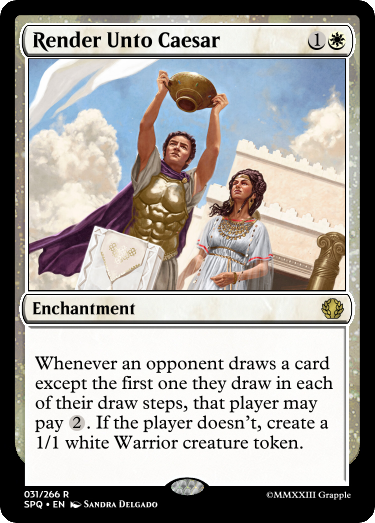 Render Unto Caesar 1
Enchantment
Whenever an opponent draws a card
except the first one they draw in each
of their draw steps, that player may
pay 2. If the player doesn't, create a
1/1 white Warrior creature token.
031/266 R
SPQ • EN Sandra Delgado
©MMXXIII Grapple